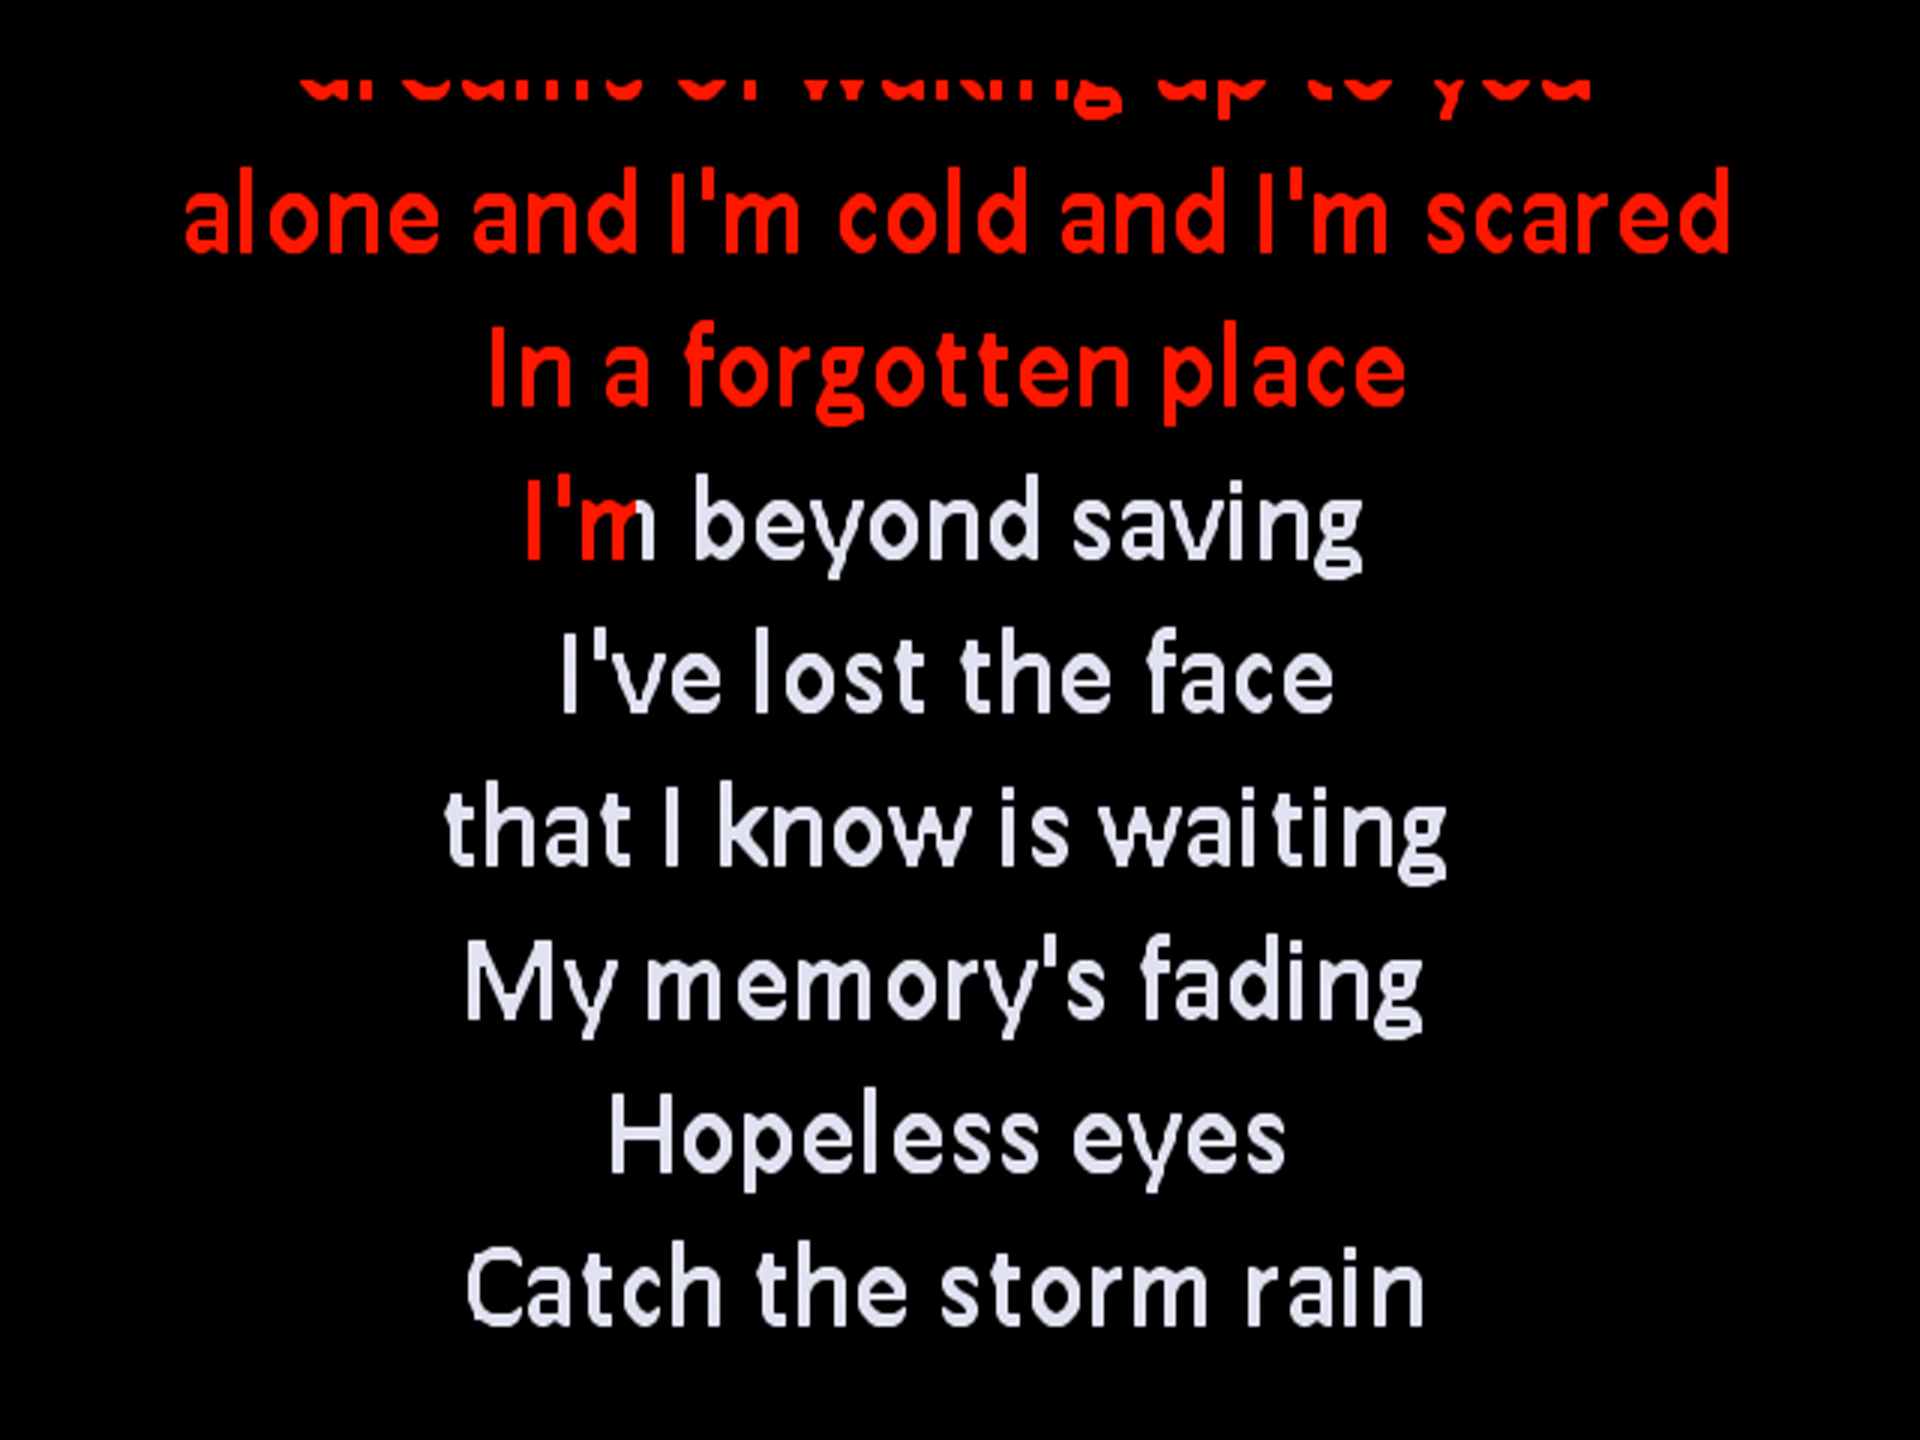 dreams of waking up to you
alone and I'm cold and I'm scared
In a forgotten place
I'm beyond saving
I've lost the face
that I know is waiting
My memory's fading
Hopeless eyes
Catch the storm rain